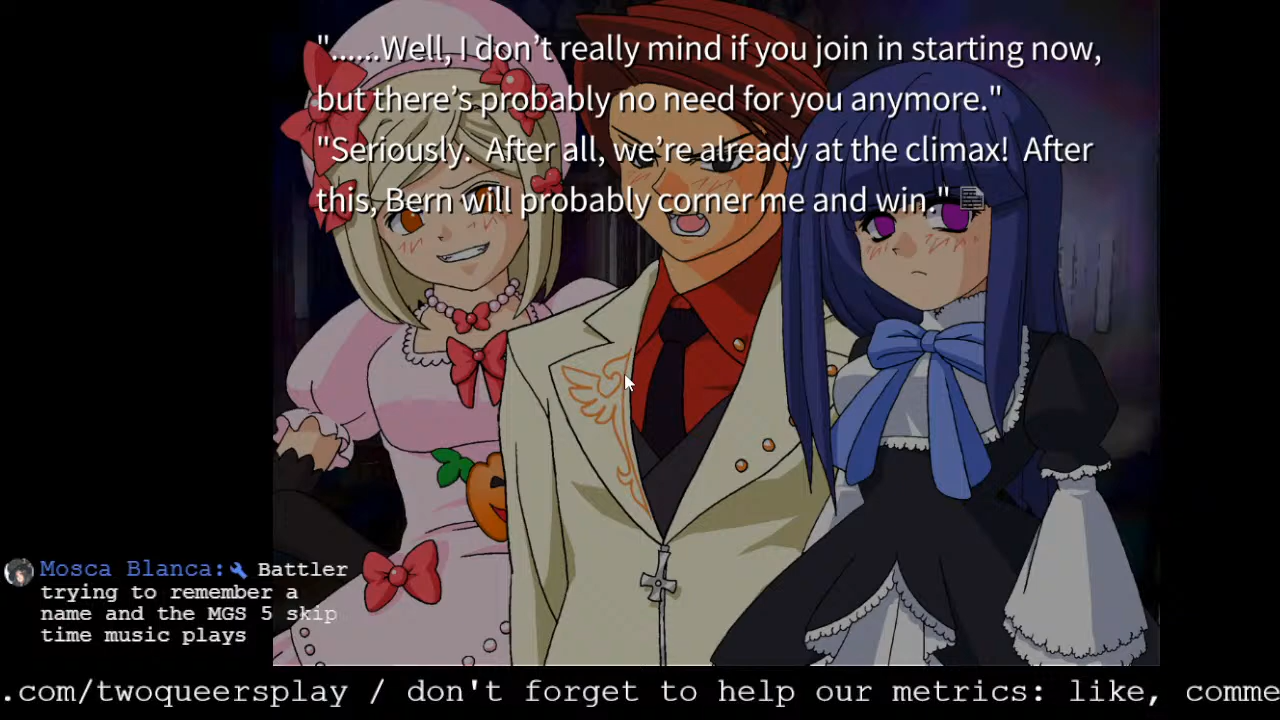 "......Well, I don't really mind if you join in starting now,
but there's probably no need for you anymore."
"Seriously.  After all, we're already at the climax!  After
this, Bern will probably corner me and win."
Mosca Blanca: Battler
trying to remember a
name and the MGS 5 skip
time music plays
.com/twoqueersplay / don't forget to help our metrics: like, comme